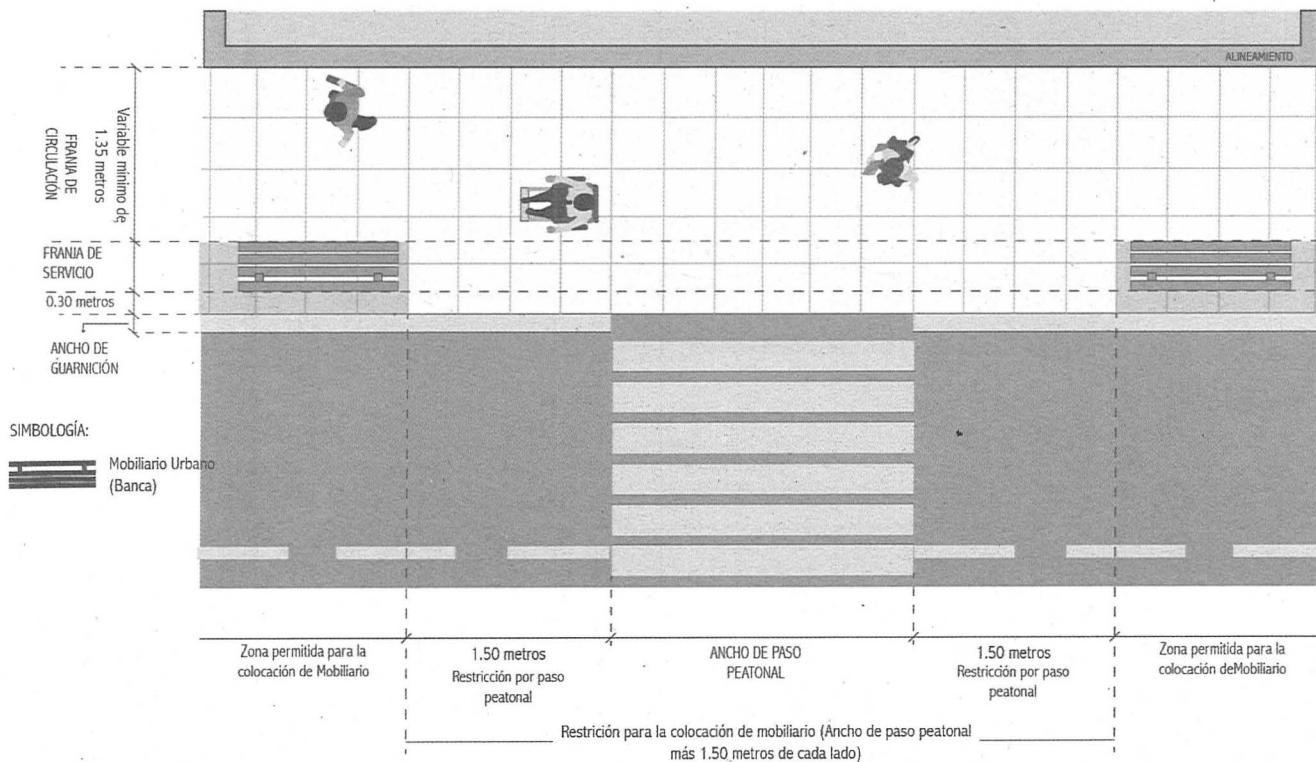 ALINEAMIENTO
Variable mínimo de
1.35 metros
FRANJA DE
CIRCULACIÓN
FRANJA DE
SERVICIO
0.30 metros
ANCHO DE
GUARNICIÓN
SIMBOLOGÍA:
Mobiliario Urbano
(Banca)
Zona permitida para la
colocación de Mobiliario
1.50 metros
Restricción por paso
peatonal
ANCHO DE PASO
PEATONAL
1.50 metros
Restricción por paso
peatonal
Zona permitida para la
colocación deMobiliario
Restrición para la colocación de mobiliario (Ancho de paso peatonal
más 1.50 metros de cada lado)